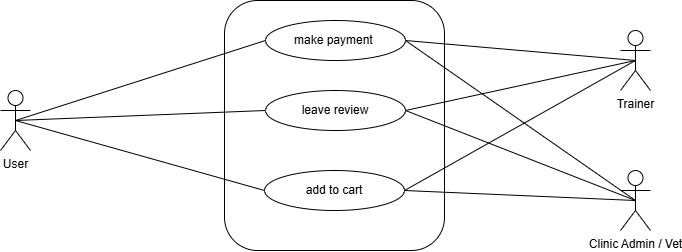 make payment
leave review
add to cart
User
Trainer
Clinic Admin / Vet